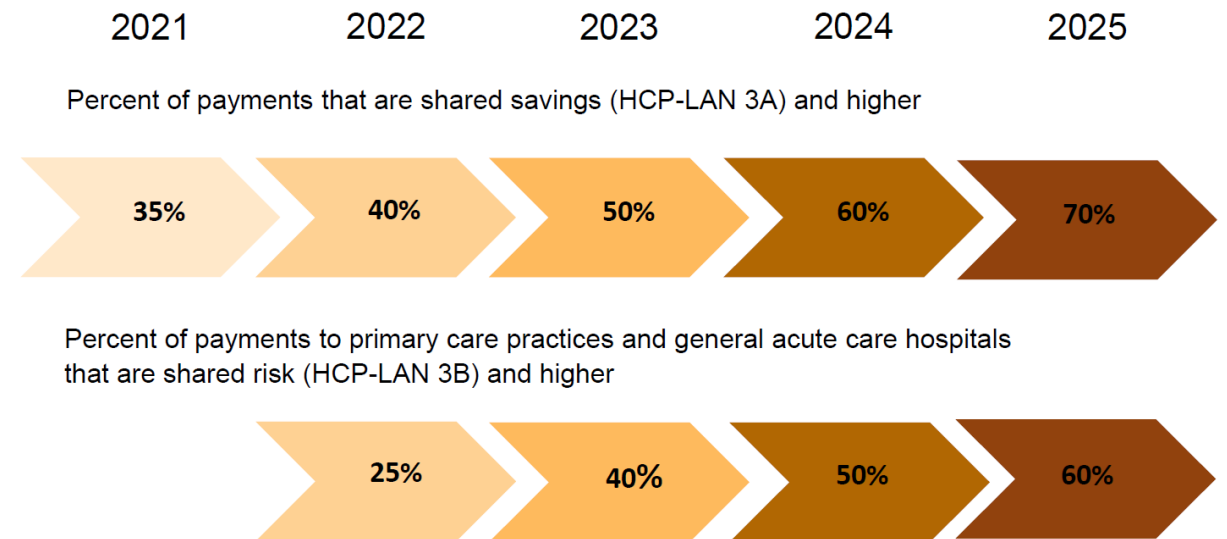 2021 2022 2023 2024 2025
Percent of payments that are shared savings (HCP-LAN 3A) and higher
35% 40% 50% 60% 70%
Percent of payments to primary care practices and general acute care hospitals
that are shared risk (HCP-LAN 3B) and higher
25% 40% 50% 60%